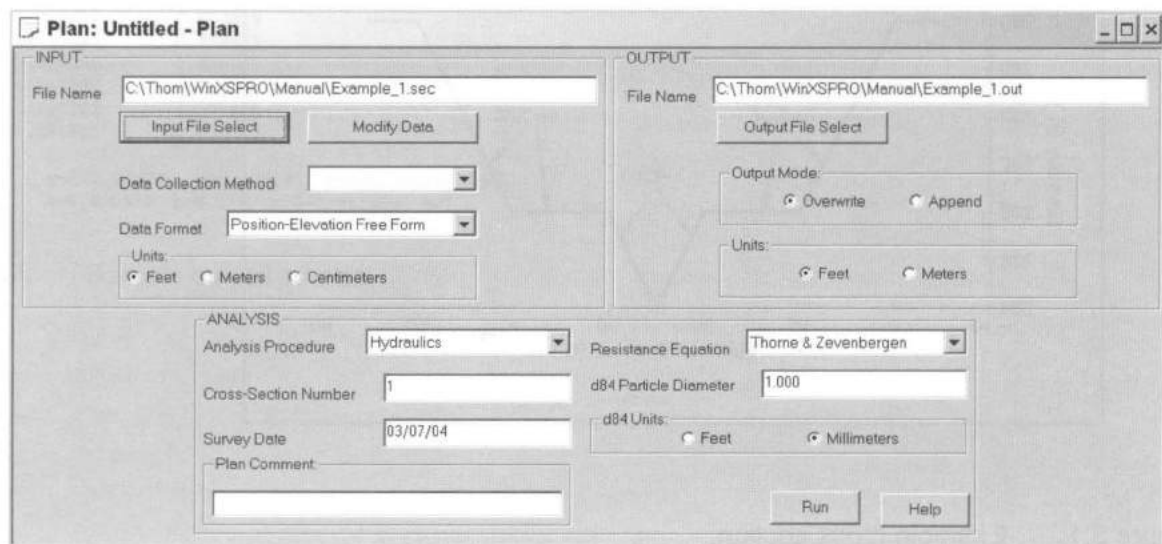 Plan: Untitled - Plan
INPUT
File Name C:\Thom\WinXSPRO\Manual\Example_1.sec
Input File Select Modify Data
Data Collection Method
Data Format Position-Elevation Free Form
Units:
Feet Meters Centimeters
OUTPUT
File Name C:\Thom\WinXSPRO\Manual\Example_1.out
Output File Select
Output Mode:
Overwrite Append
Units:
Feet Meters
ANALYSIS
Analysis Procedure Hydraulics
Cross-Section Number 1
Survey Date 03/07/04
Plan Comment:
Resistance Equation Thorne & Zevenbergen
d84 Particle Diameter 1.000
d84 Units:
Feet Millimeters
Run Help